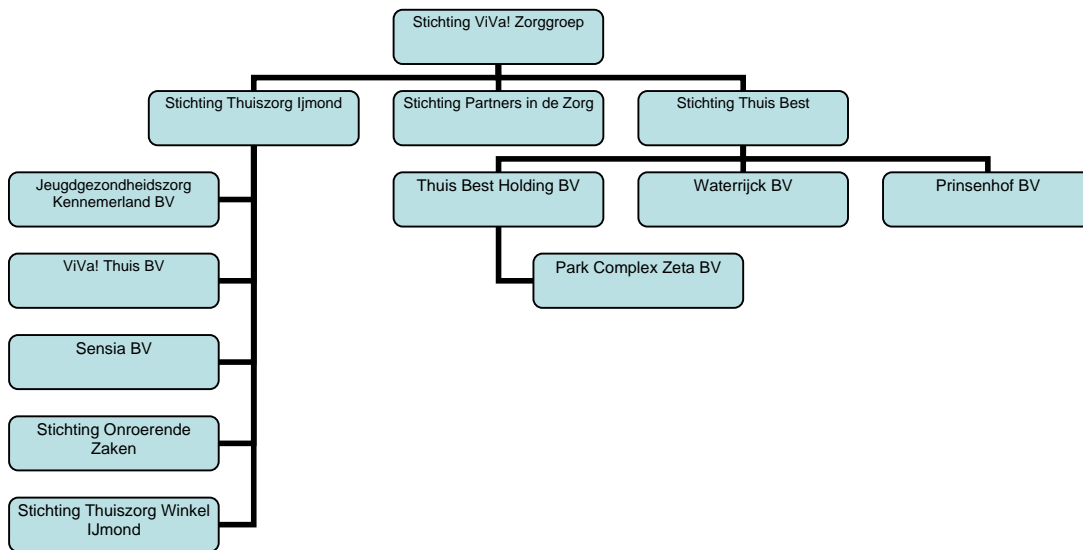 Stichting ViVa! Zorggroep
Stichting Thuiszorg Ijmond
Stichting Partners in de Zorg
Stichting Thuis Best
Jeugdgezondheidszorg
Kennemerland BV
Thuis Best Holding BV
Waterrijck BV
Prinsenhof BV
ViVa! Thuis BV
Park Complex Zeta BV
Sensia BV
Stichting Onroerende
Zaken
Stichting Thuiszorg Winkel
IJmond